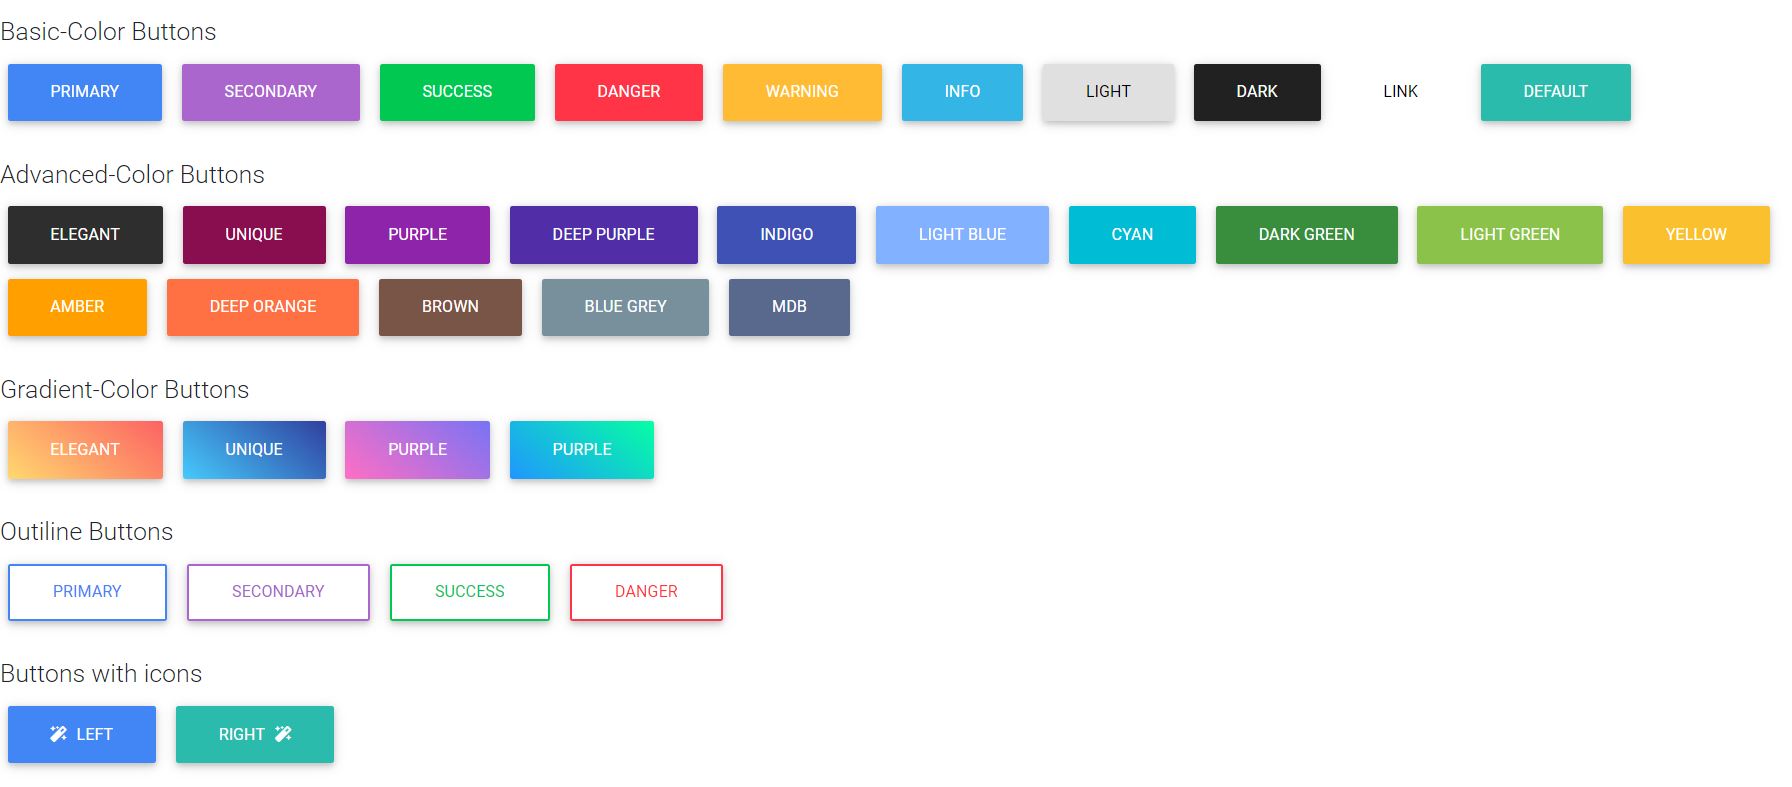 Basic-Color Buttons
PRIMARY SECONDARY SUCCESS DANGER WARNING INFO LIGHT DARK LINK DEFAULT
Advanced-Color Buttons
ELEGANT UNIQUE PURPLE DEEP PURPLE INDIGO LIGHT BLUE CYAN DARK GREEN LIGHT GREEN YELLOW
AMBER DEEP ORANGE BROWN BLUE GREY MDB
Gradient-Color Buttons
ELEGANT UNIQUE PURPLE PURPLE
Outiline Buttons
PRIMARY SECONDARY SUCCESS DANGER
Buttons with icons
LEFT RIGHT